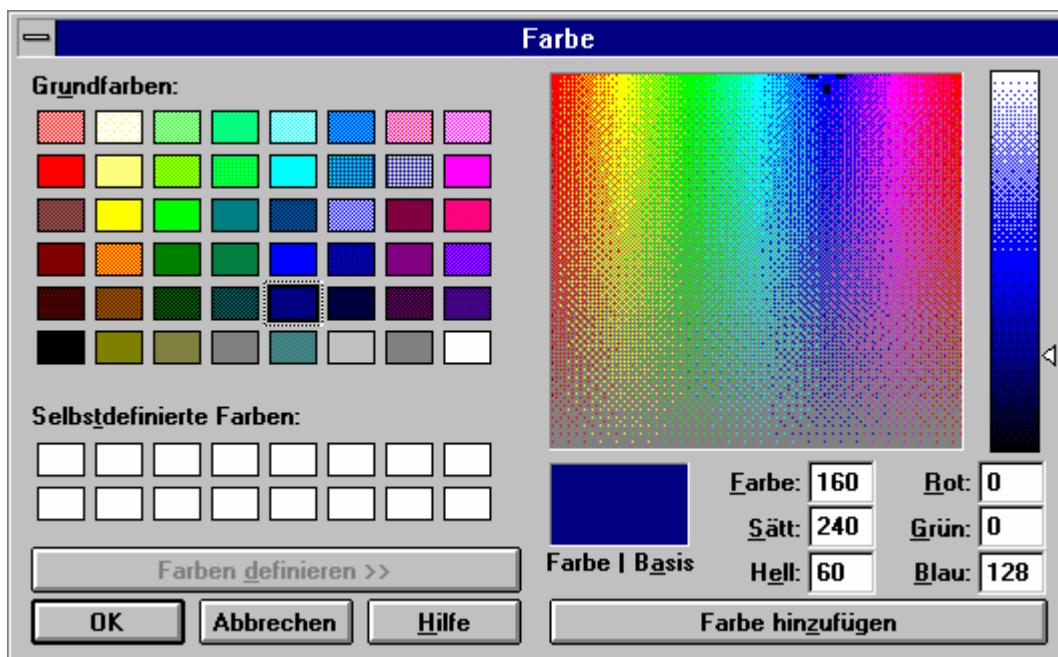 Farbe
Grundfarben:
Selbstdefinierte Farben:
Farben definieren >>
OK Abbrechen Hilfe
Farbe: 160 Rot: 0
Sätt: 240 Grün: 0
Farbe | Basis Hell: 60 Blau: 128
Farbe hinzufügen